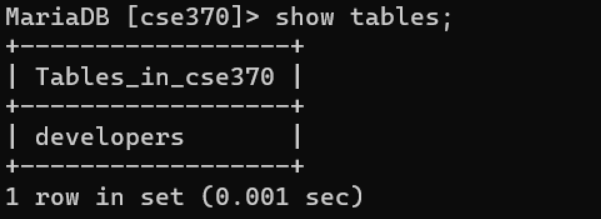 MariaDB [cse370]> show tables;
+------------------+
| Tables_in_cse370 |
+------------------+
| developers       |
+------------------+
1 row in set (0.001 sec)